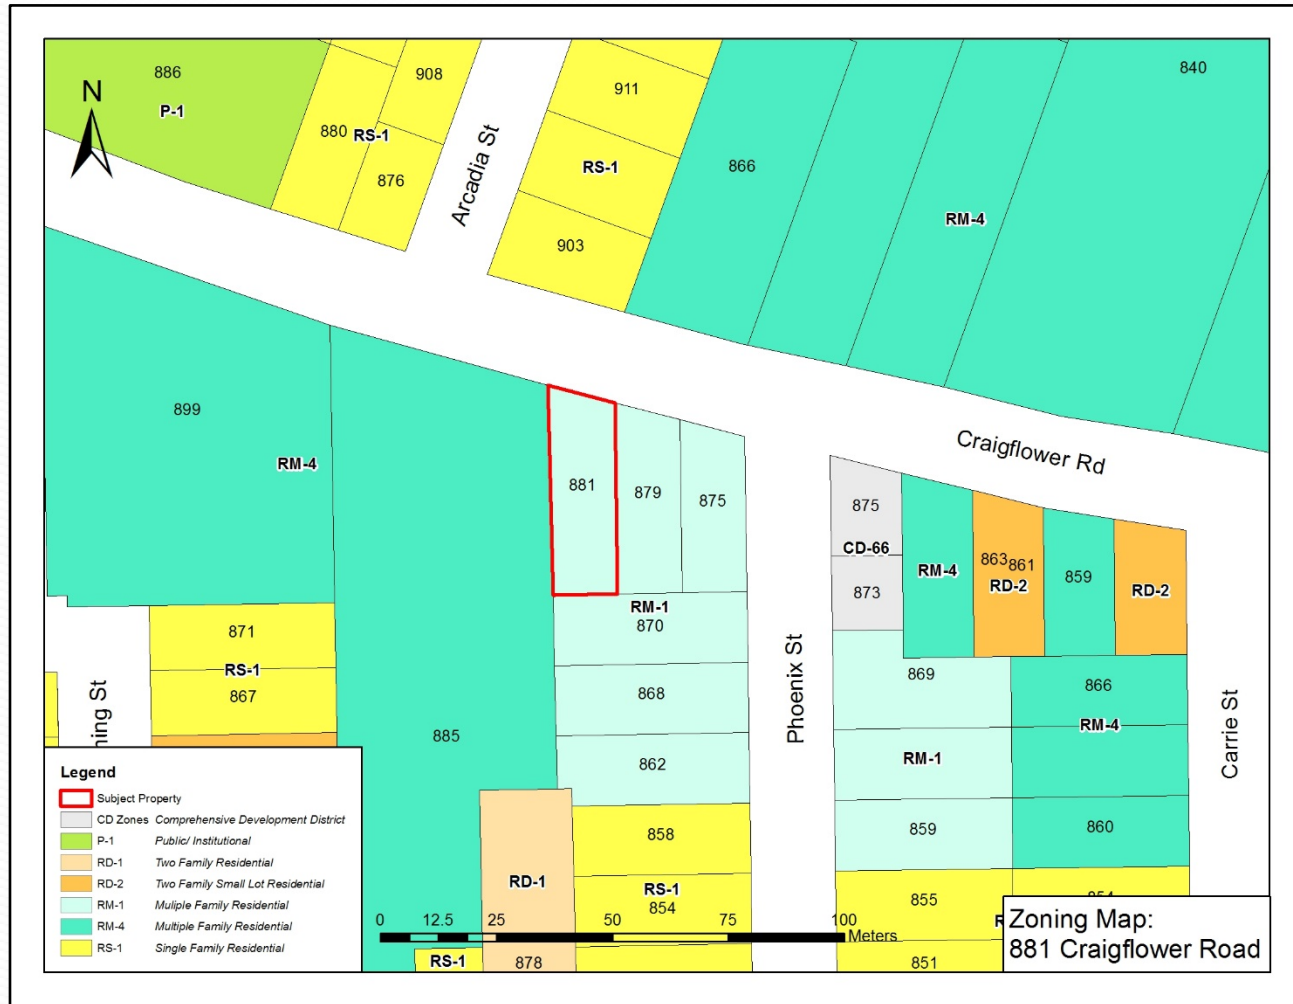 886
P-1
N
908
880
RS-1
876
Arcadia St
911
RS-1
903
866
RM-4
840
899
RM-4
881
879
875
Craigflower Rd
875
CD-66
873
RM-4
863
861
RD-2
859
RD-2
RM-1
870
868
862
885
871
RS-1
867
ning St
Phoenix St
869
RM-1
859
866
RM-4
860
Carrie St
858
RS-1
854
RD-1
878
RS-1
855
851
Legend
Subject Property
CD Zones Comprehensive Development District
P-1 Public/ Institutional
RD-1 Two Family Residential
RD-2 Two Family Small Lot Residential
RM-1 Muliple Family Residential
RM-4 Multiple Family Residential
RS-1 Single Family Residential
0 12.5 25 50 75 100
Meters
Zoning Map:
881 Craigflower Road